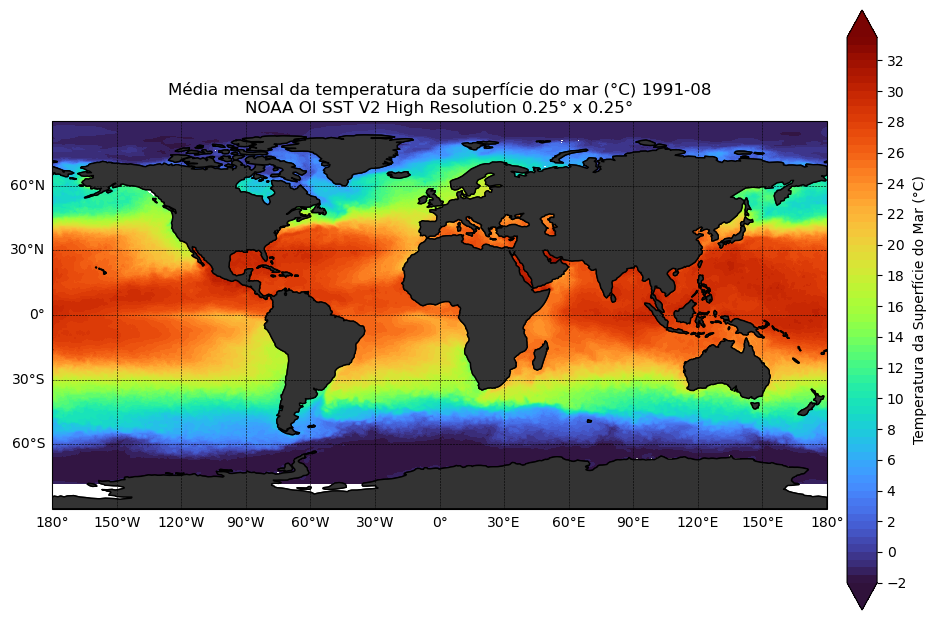 Média mensal da temperatura da superfície do mar (°C) 1991-08
NOAA OI SST V2 High Resolution 0.25° x 0.25°
60°N
30°N
0°
30°S
60°S
180° 150°W 120°W 90°W 60°W 30°W 0° 30°E 60°E 90°E 120°E 150°E 180°
32
30
28
26
24
22
20
18
16
14
12
10
8
6
4
2
0
−2
Temperatura da Superfície do Mar (°C)